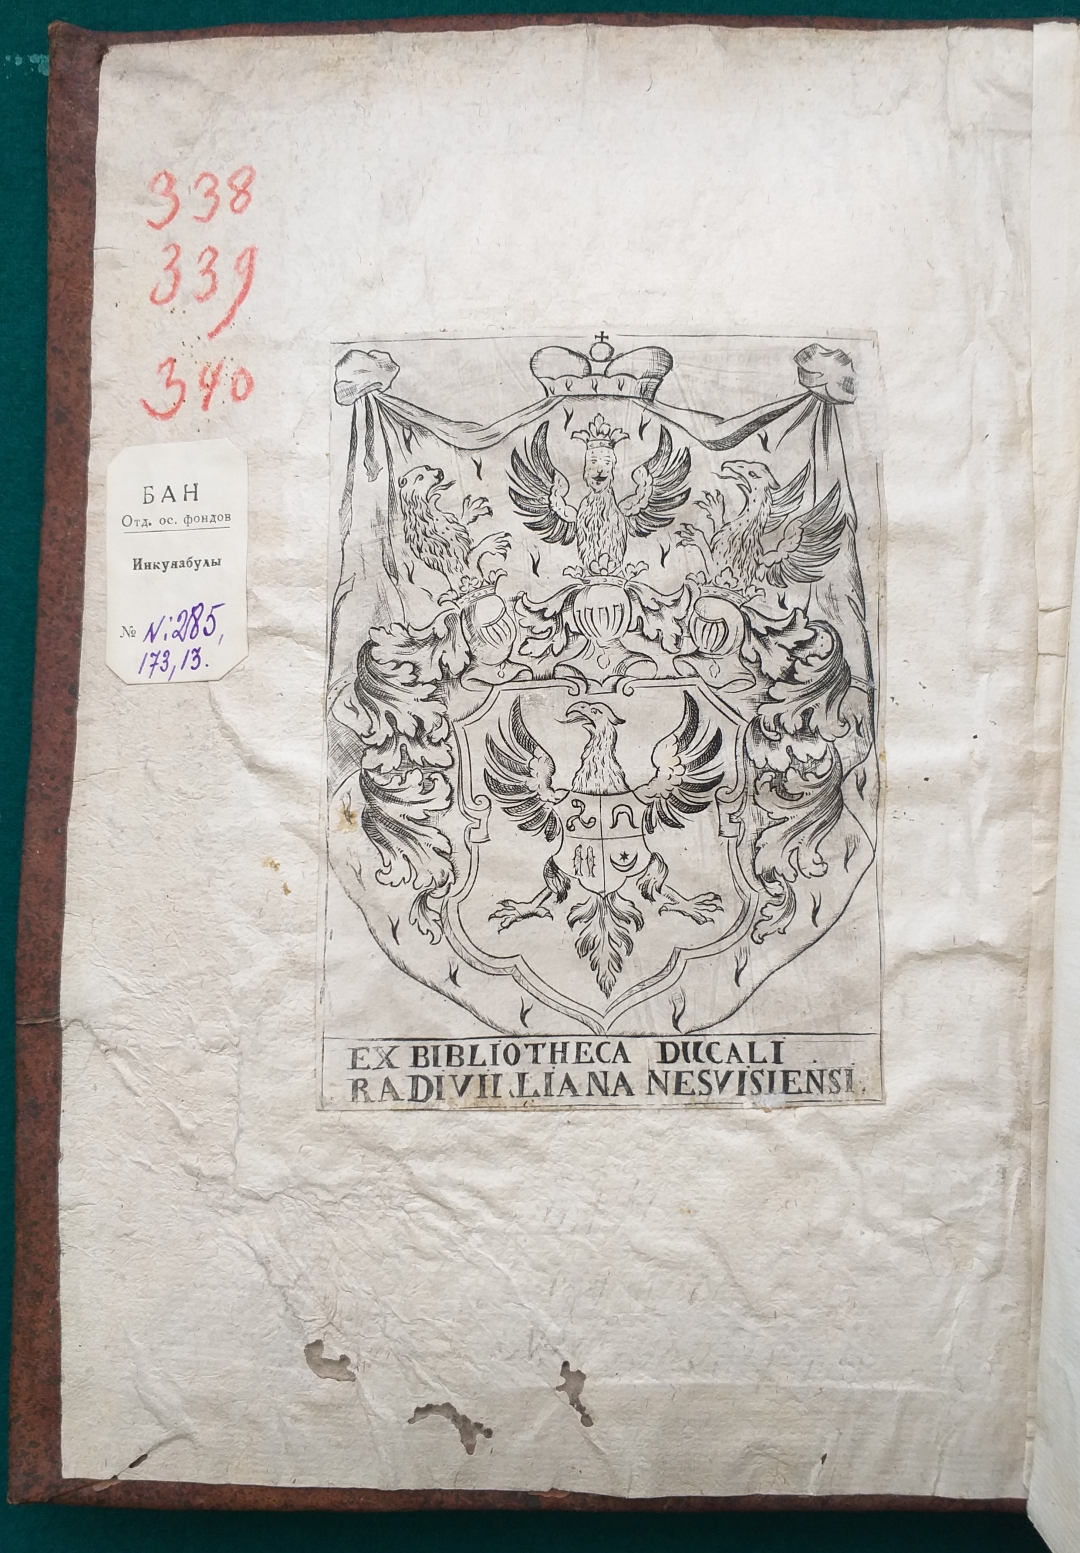 338
339
340
БАН
Отд. ос. фондов
Инкунабулы
№ N: 285,
173, 13.
EX BIBLIOTHECA DUCALI
RADIVILLIANA NESVISIENSI.